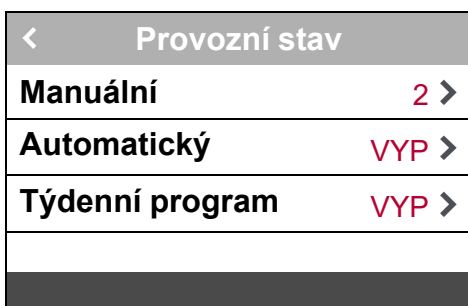 Provozní stav
Manuální 2
Automatický VYP
Týdenní program VYP